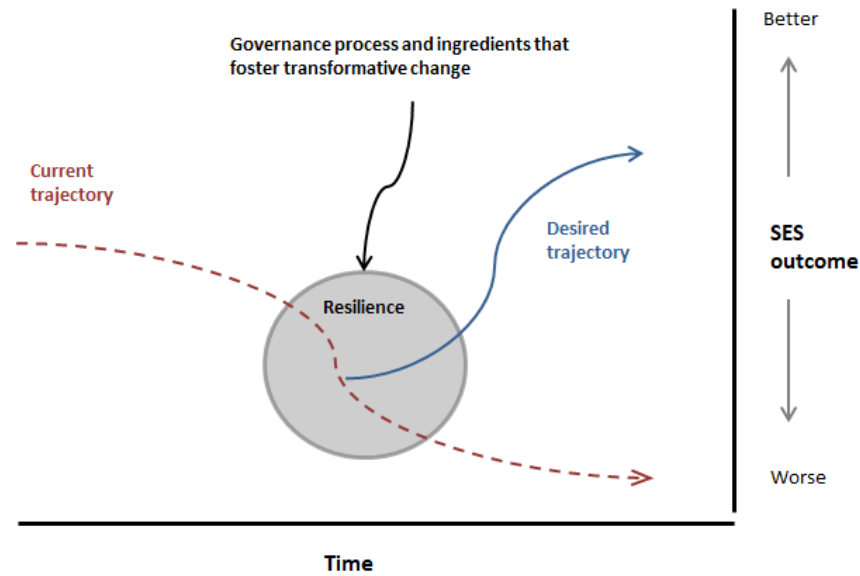 Better
Governance process and ingredients that
foster transformative change
Current
trajectory
Desired
trajectory
SES
outcome
Resilience
Worse
Time